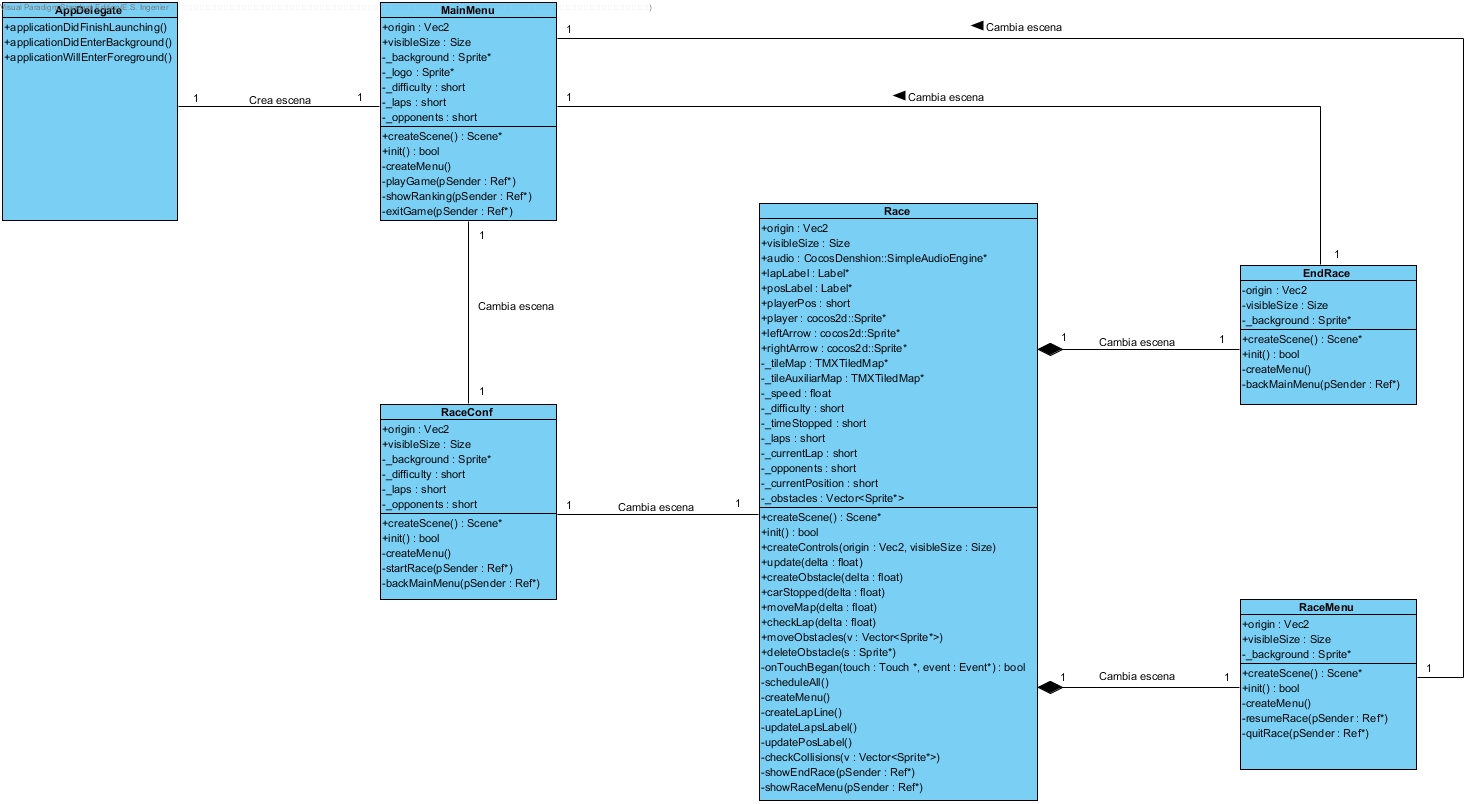 AppDelegate
+applicationDidFinishLaunching()
+applicationDidEnterBackground()
+applicationWillEnterForeground()
1
Crea escena
1
MainMenu
+origin : Vec2
+visibleSize : Size
-_background : Sprite*
-_logo : Sprite*
-_difficulty : short
-_laps : short
-_opponents : short
+createScene() : Scene*
+init() : bool
-createMenu()
-playGame(pSender : Ref*)
-showRanking(pSender : Ref*)
-exitGame(pSender : Ref*)
1
Cambia escena
1
Cambia escena
1
Cambia escena
1
RaceConf
+origin : Vec2
+visibleSize : Size
-_background : Sprite*
-_difficulty : short
-_laps : short
-_opponents : short
+createScene() : Scene*
+init() : bool
-createMenu()
-startRace(pSender : Ref*)
-backMainMenu(pSender : Ref*)
1
Cambia escena
1
Race
+origin : Vec2
+visibleSize : Size
+audio : CocosDenshion::SimpleAudioEngine*
+lapLabel : Label*
+posLabel : Label*
+playerPos : short
+player : cocos2d::Sprite*
+leftArrow : cocos2d::Sprite*
+rightArrow : cocos2d::Sprite*
-_tileMap : TMXTiledMap*
-_tileAuxiliarMap : TMXTiledMap*
-_speed : float
-_difficulty : short
-_timeStopped : short
-_laps : short
-_currentLap : short
-_opponents : short
-_currentPosition : short
-_obstacles : Vector<Sprite*>
+createScene() : Scene*
+init() : bool
+createControls(origin : Vec2, visibleSize : Size)
+update(delta : float)
+createObstacle(delta : float)
+carStopped(delta : float)
+moveMap(delta : float)
+checkLap(delta : float)
+moveObstacles(v : Vector<Sprite*>)
+deleteObstacle(s : Sprite*)
-onTouchBegan(touch : Touch *, event : Event*) : bool
-scheduleAll()
-createMenu()
-createLapLine()
-updateLapsLabel()
-updatePosLabel()
-checkCollisions(v : Vector<Sprite*>)
-showEndRace(pSender : Ref*)
-showRaceMenu(pSender : Ref*)
1
Cambia escena
1
1
EndRace
-origin : Vec2
-visibleSize : Size
-_background : Sprite*
+createScene() : Scene*
+init() : bool
-createMenu()
-backMainMenu(pSender : Ref*)
1
Cambia escena
1
RaceMenu
+origin : Vec2
+visibleSize : Size
-_background : Sprite*
+createScene() : Scene*
+init() : bool
-createMenu()
-resumeRace(pSender : Ref*)
-quitRace(pSender : Ref*)
1